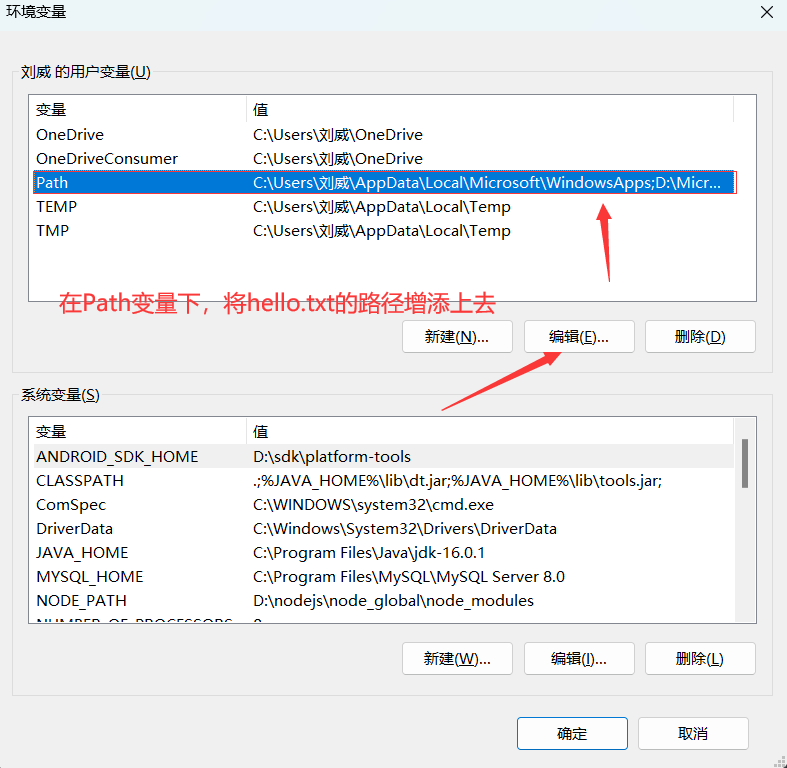 环境变量
刘威 的用户变量(U)
变量 值
OneDrive C:\Users\刘威\OneDrive
OneDriveConsumer C:\Users\刘威\OneDrive
Path C:\Users\刘威\AppData\Local\Microsoft\WindowsApps;D:\Micr...
TEMP C:\Users\刘威\AppData\Local\Temp
TMP C:\Users\刘威\AppData\Local\Temp
在Path变量下，将hello.txt的路径增添上去
新建(N)... 编辑(E)... 删除(D)
系统变量(S)
变量 值
ANDROID_SDK_HOME D:\sdk\platform-tools
CLASSPATH .;%JAVA_HOME%\lib\dt.jar;%JAVA_HOME%\lib\tools.jar;
ComSpec C:\WINDOWS\system32\cmd.exe
DriverData C:\Windows\System32\Drivers\DriverData
JAVA_HOME C:\Program Files\Java\jdk-16.0.1
MYSQL_HOME C:\Program Files\MySQL\MySQL Server 8.0
NODE_PATH D:\nodejs\node_global\node_modules
NUMBER_OF_PROCESSORS
新建(W)... 编辑(I)... 删除(L)
确定 取消